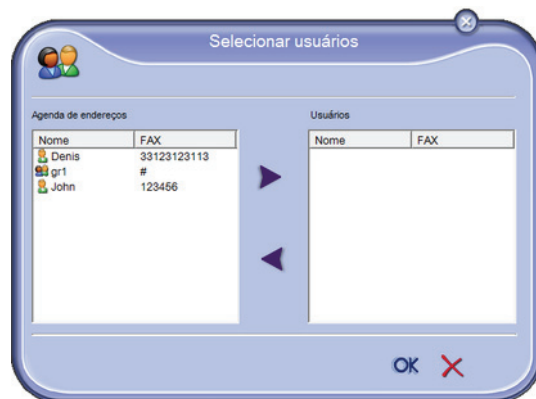 Selecionar usuários
Agenda de endereços
Usuários
Nome FAX
Nome FAX
Denis 33123123113
gr1 #
John 123456
OK